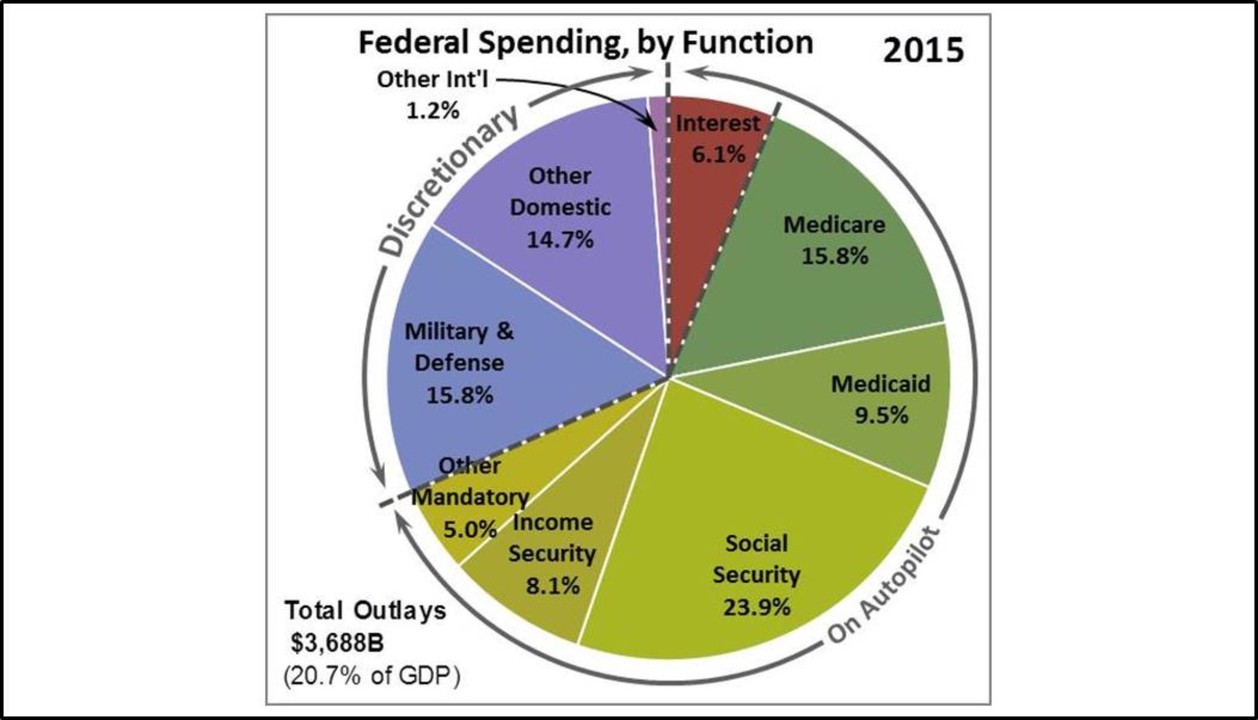 Federal Spending, by Function
2015
Other Int'l
1.2%
Discretionary
Interest
6.1%
Other
Domestic
14.7%
Medicare
15.8%
Military &
Defense
15.8%
Medicaid
9.5%
Other
Mandatory
5.0%
Income
Security
8.1%
Social
Security
23.9%
On Autopilot
Total Outlays
$3,688B
(20.7% of GDP)